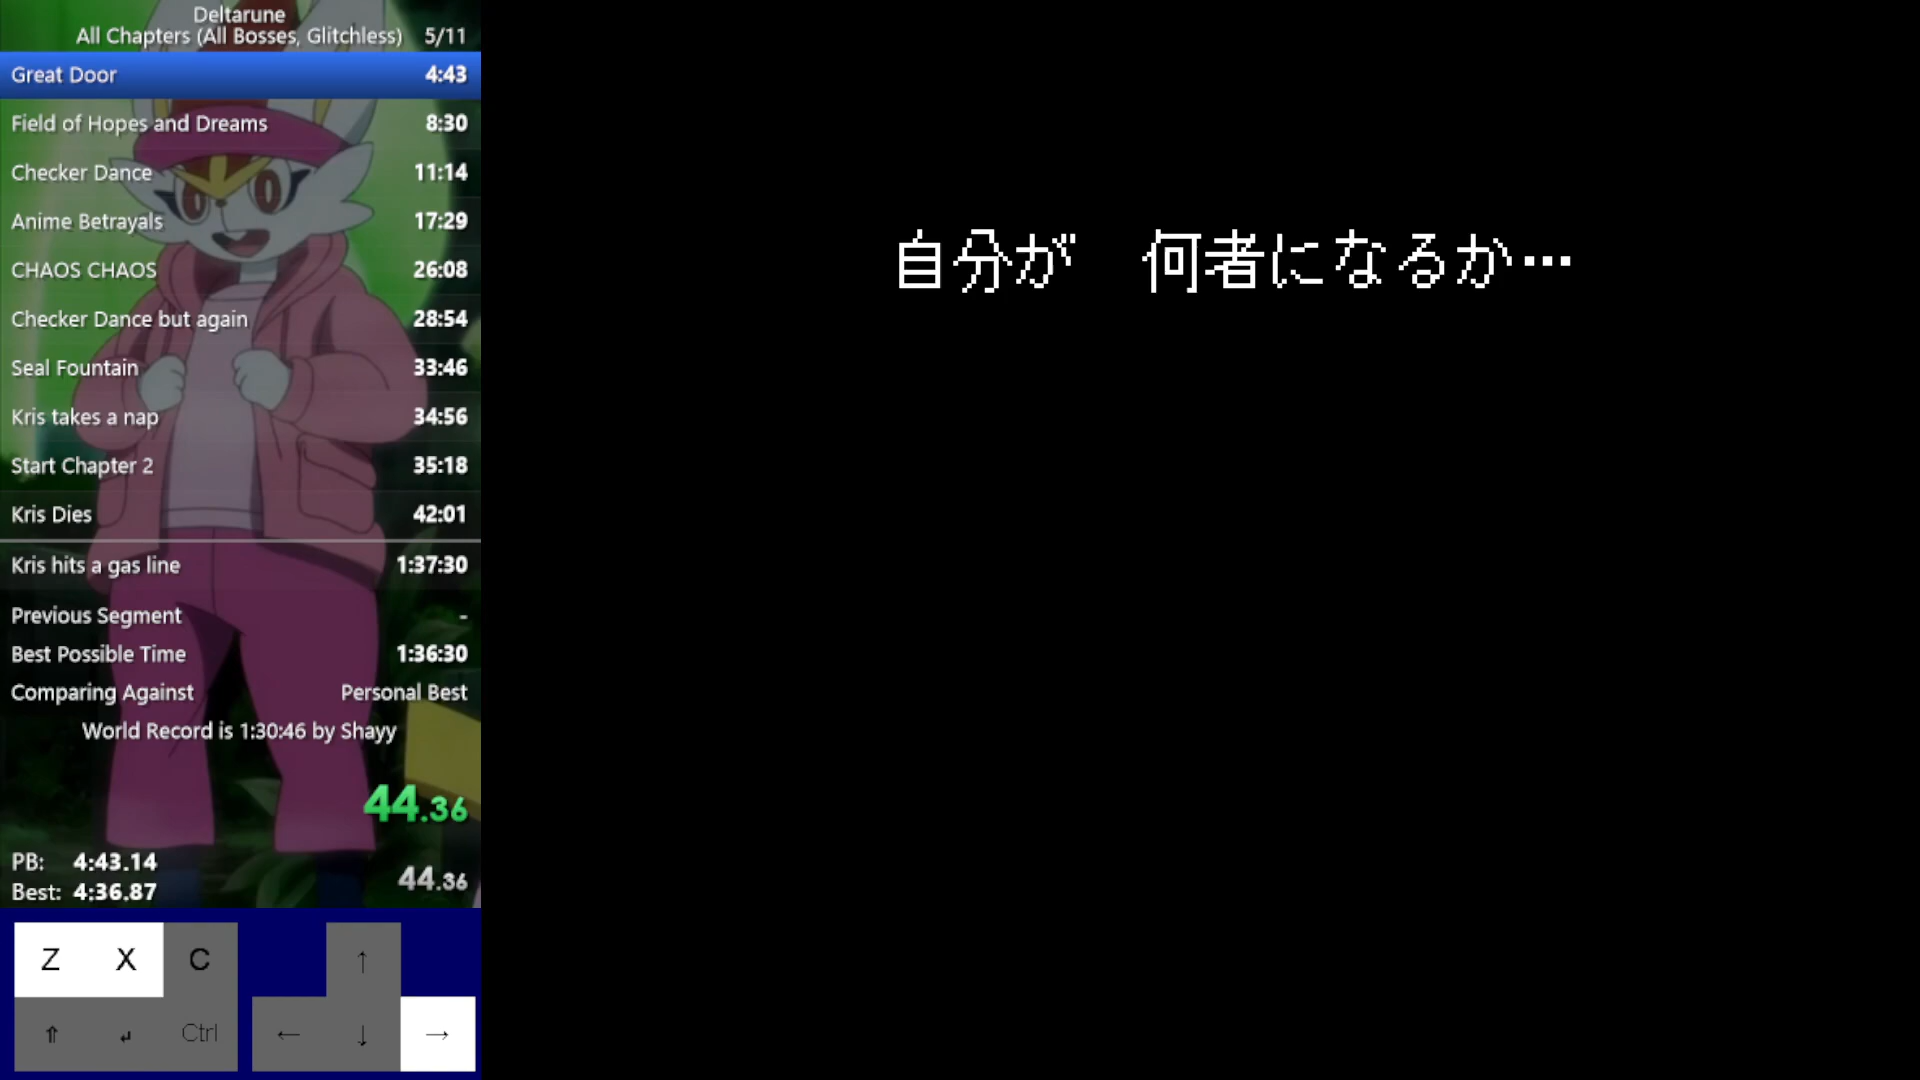 Deltarune
All Chapters (All Bosses, Glitchless) 5/11
Great Door 4:43
Field of Hopes and Dreams 8:30
Checker Dance 11:14
Anime Betrayals 17:29
CHAOS CHAOS 26:08
Checker Dance but again 28:54
Seal Fountain 33:46
Kris takes a nap 34:56
Start Chapter 2 35:18
Kris Dies 42:01
Kris hits a gas line 1:37:30
Previous Segment -
Best Possible Time 1:36:30
Comparing Against Personal Best
World Record is 1:30:46 by Shayy
44.36
PB: 4:43.14
Best: 4:36.87
44.36
Z X C ↑
⇑ ↵ Ctrl ← ↓ →
自分が　何者になるか…